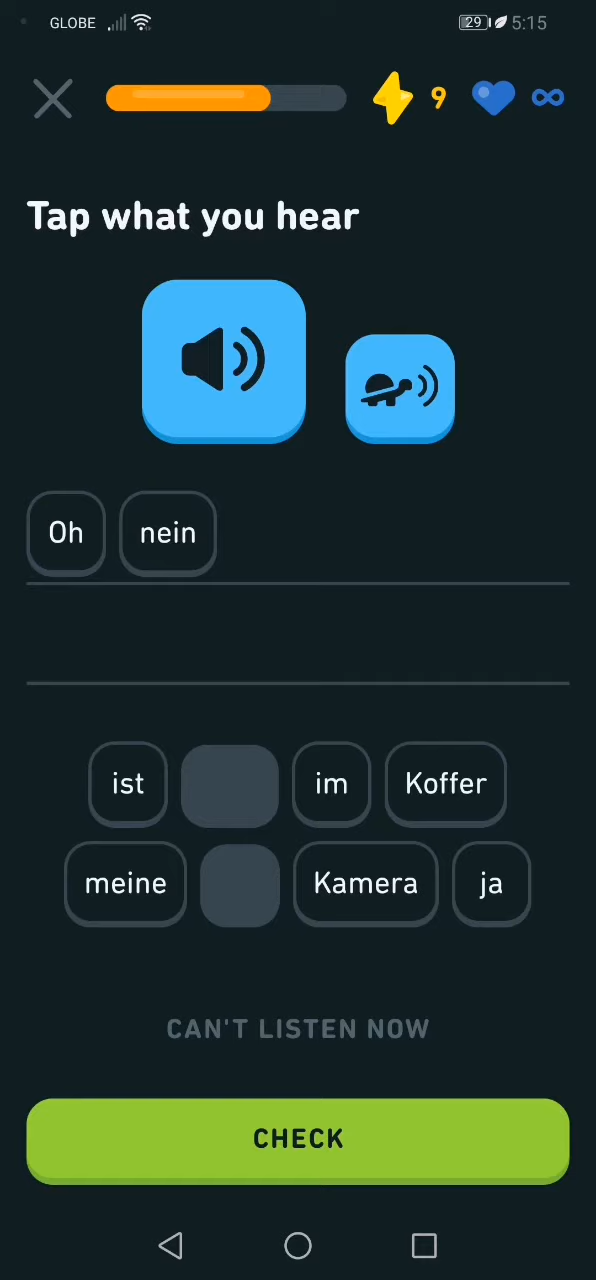 GLOBE 29 5:15
9 ∞
Tap what you hear
Oh nein
ist im Koffer
meine Kamera ja
CAN'T LISTEN NOW
CHECK